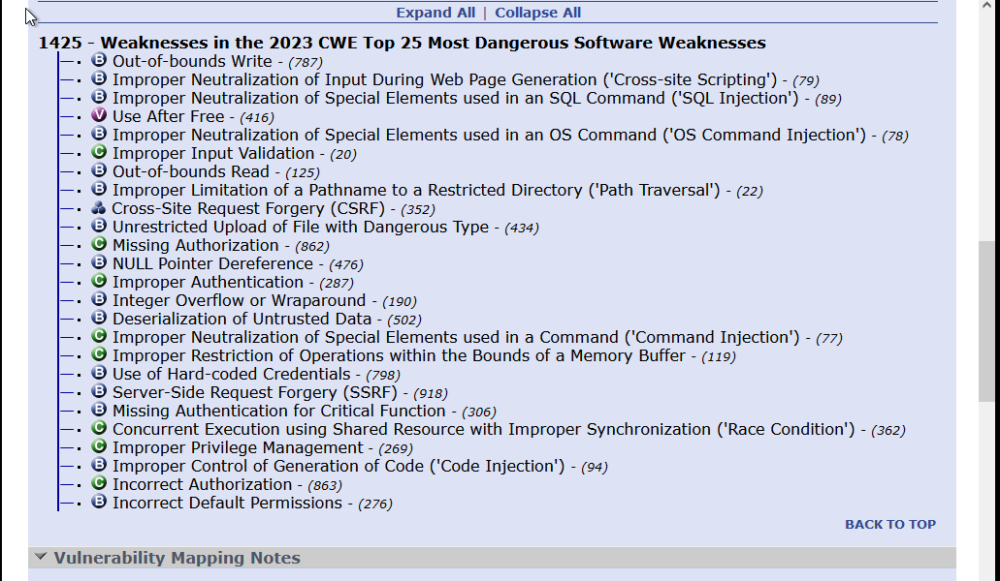 Expand All | Collapse All
1425 - Weaknesses in the 2023 CWE Top 25 Most Dangerous Software Weaknesses
B Out-of-bounds Write - (787)
B Improper Neutralization of Input During Web Page Generation ('Cross-site Scripting') - (79)
B Improper Neutralization of Special Elements used in an SQL Command ('SQL Injection') - (89)
V Use After Free - (416)
B Improper Neutralization of Special Elements used in an OS Command ('OS Command Injection') - (78)
C Improper Input Validation - (20)
B Out-of-bounds Read - (125)
B Improper Limitation of a Pathname to a Restricted Directory ('Path Traversal') - (22)
Cross-Site Request Forgery (CSRF) - (352)
B Unrestricted Upload of File with Dangerous Type - (434)
C Missing Authorization - (862)
B NULL Pointer Dereference - (476)
C Improper Authentication - (287)
B Integer Overflow or Wraparound - (190)
B Deserialization of Untrusted Data - (502)
C Improper Neutralization of Special Elements used in a Command ('Command Injection') - (77)
C Improper Restriction of Operations within the Bounds of a Memory Buffer - (119)
B Use of Hard-coded Credentials - (798)
B Server-Side Request Forgery (SSRF) - (918)
B Missing Authentication for Critical Function - (306)
C Concurrent Execution using Shared Resource with Improper Synchronization ('Race Condition') - (362)
C Improper Privilege Management - (269)
B Improper Control of Generation of Code ('Code Injection') - (94)
C Incorrect Authorization - (863)
B Incorrect Default Permissions - (276)
BACK TO TOP
Vulnerability Mapping Notes